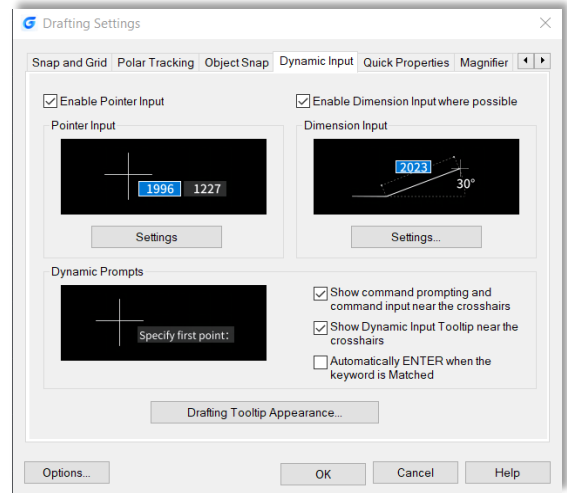 Drafting Settings
Snap and Grid Polar Tracking Object Snap Dynamic Input Quick Properties Magnifier
Enable Pointer Input
Enable Dimension Input where possible
Pointer Input
Dimension Input
1996 1227
2023
30°
Settings
Settings...
Dynamic Prompts
Specify first point:
Show command prompting and
command input near the crosshairs
Show Dynamic Input Tooltip near the
crosshairs
Automatically ENTER when the
keyword is Matched
Drafting Tooltip Appearance...
Options...
OK
Cancel
Help